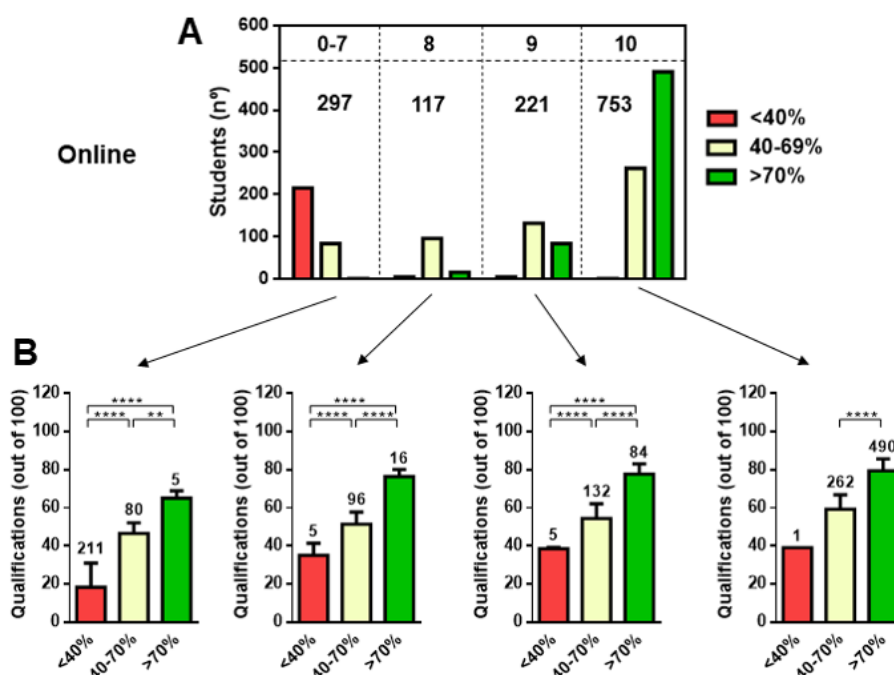 A
Students (nº)
600
500
400
300
200
100
0
0-7 8 9 10
297 117 221 753
Online
<40%
40-69%
>70%
B
Qualifications (out of 100)
120
100
80
60
40
20
0
****
**** **
211 80 5
<40% 40-70% >70%
Qualifications (out of 100)
120
100
80
60
40
20
0
****
**** ****
5 96 16
<40% 40-70% >70%
Qualifications (out of 100)
120
100
80
60
40
20
0
****
**** ****
5 132 84
<40% 40-70% >70%
Qualifications (out of 100)
120
100
80
60
40
20
0
****
1 262 490
<40% 40-70% >70%